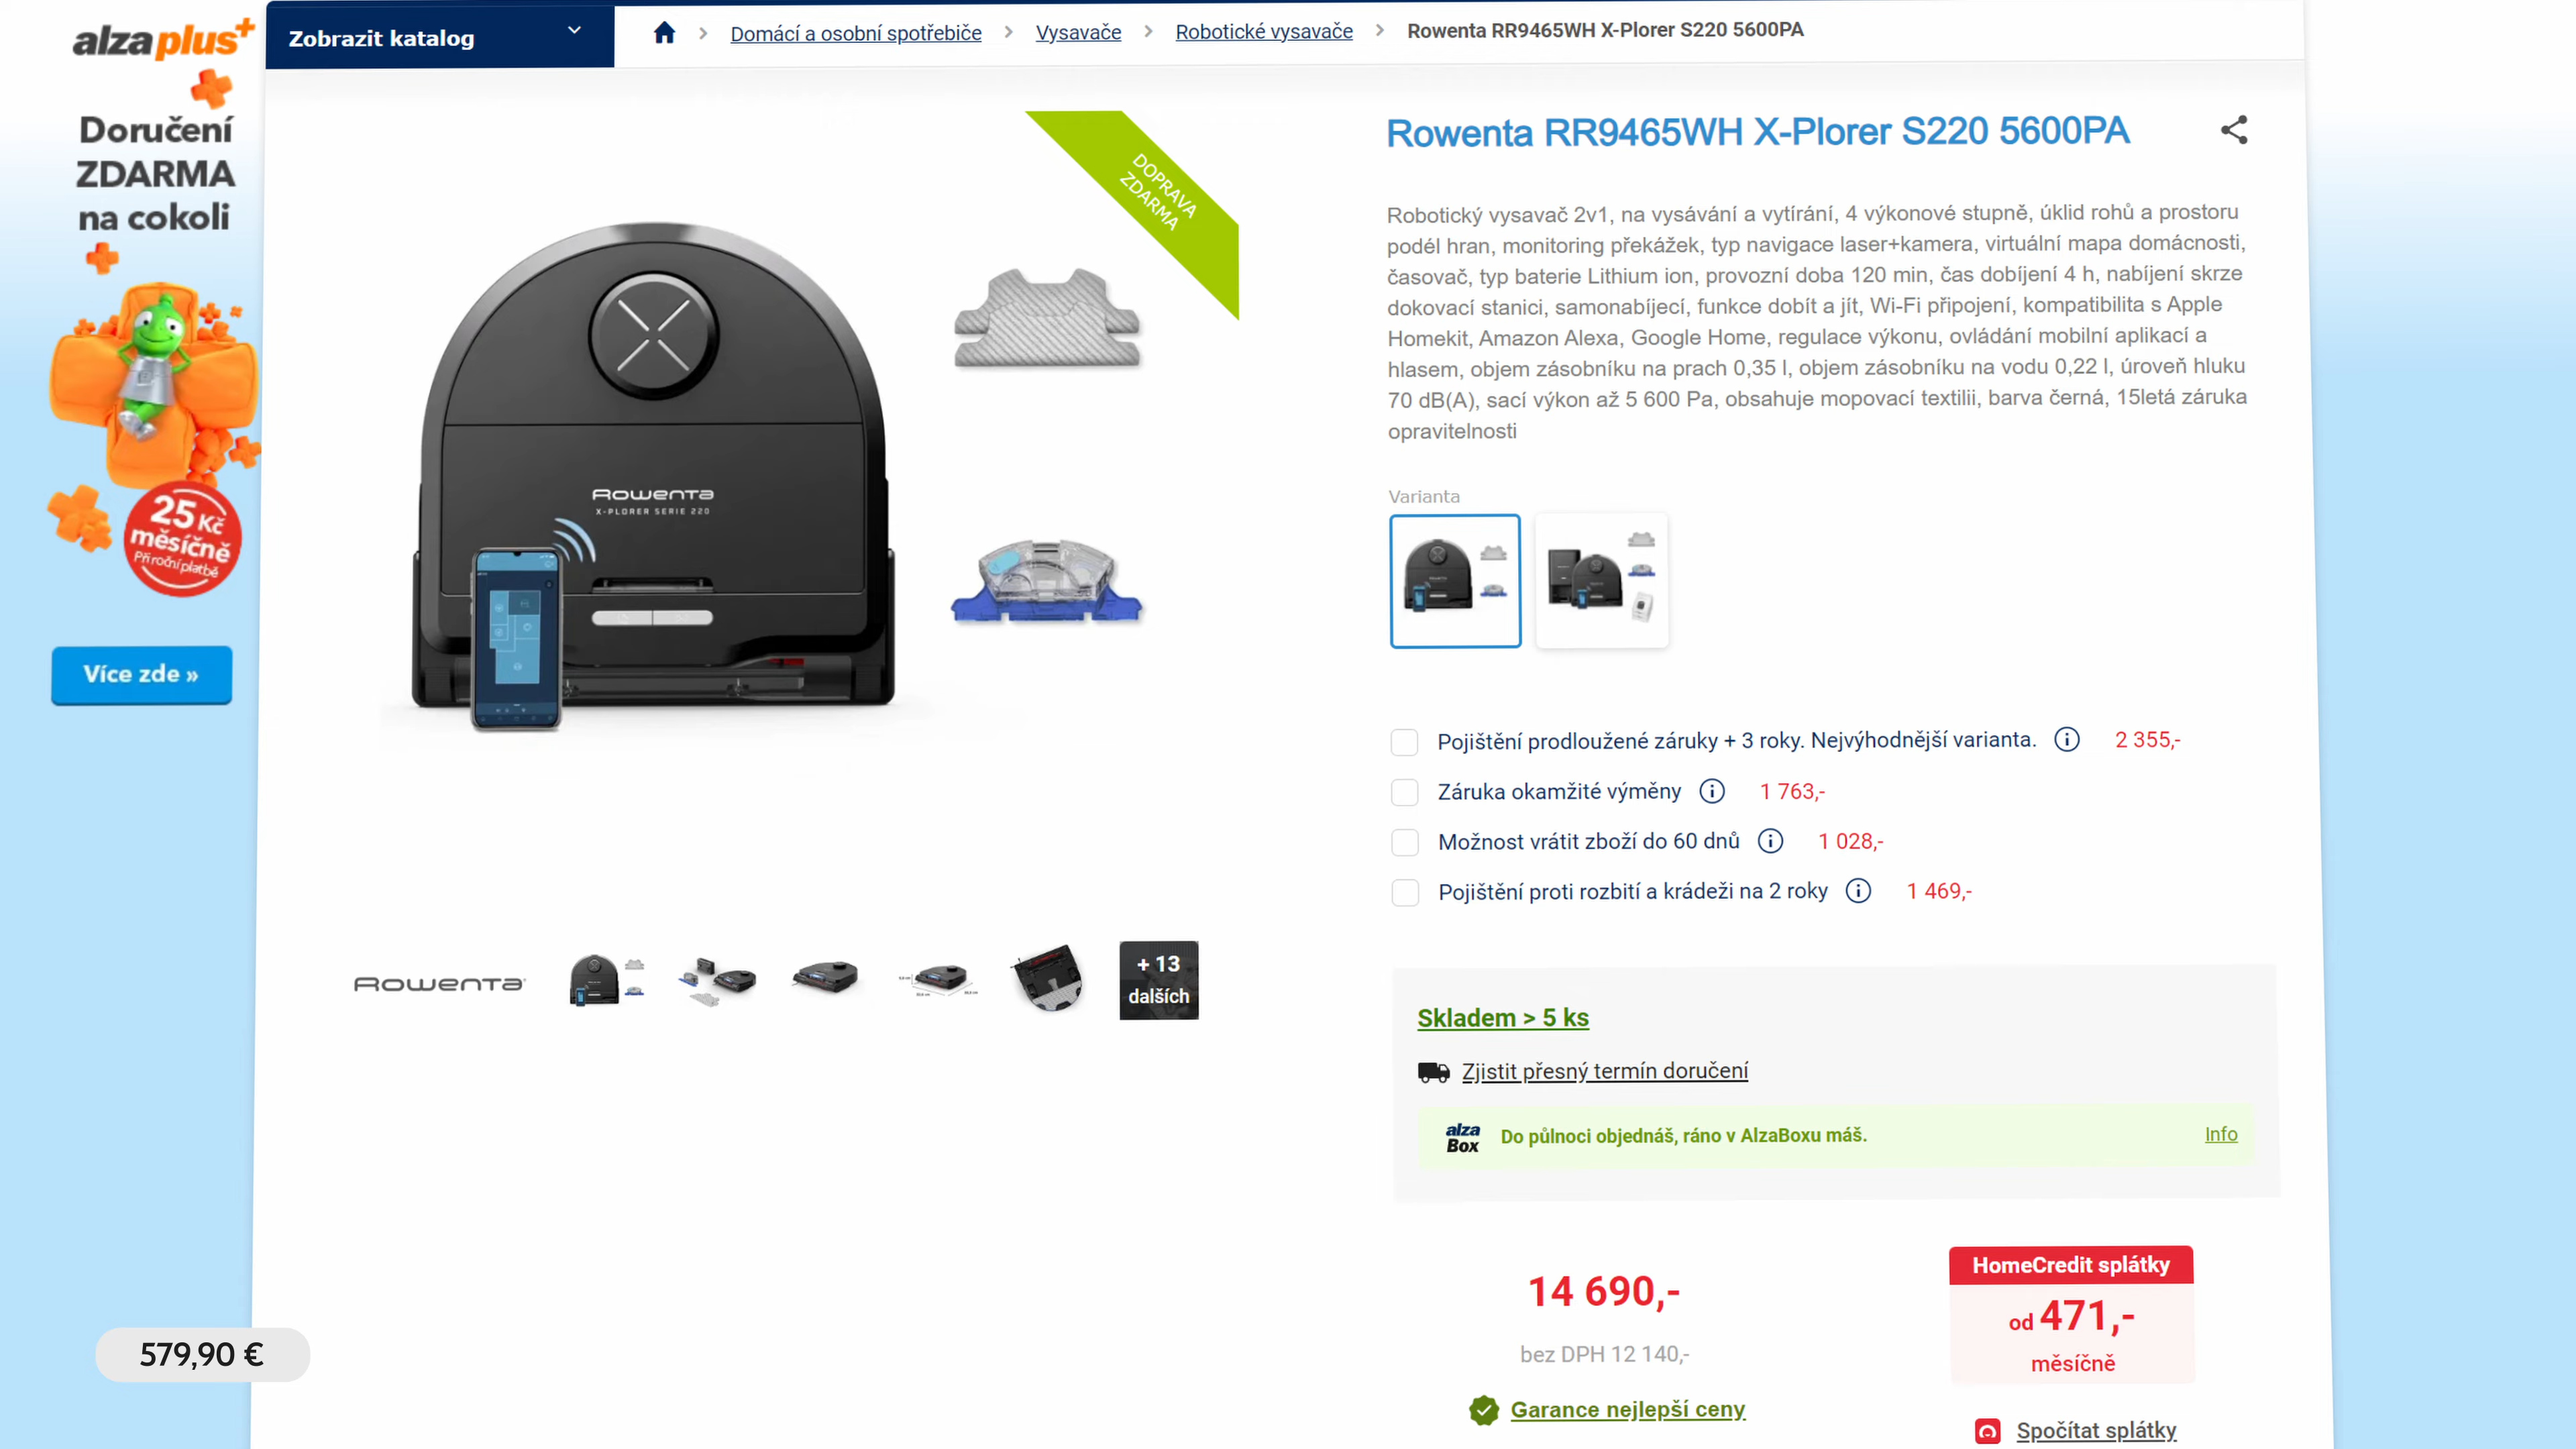 alzaplus+
Doručení
ZDARMA
na cokoli
25 Kč
měsíčně
Při roční platbě
Více zde »
579,90 €
Zobrazit katalog
Domácí a osobní spotřebiče
Vysavače
Robotické vysavače
Rowenta RR9465WH X-Plorer S220 5600PA
DOPRAVA
ZDARMA
Rowenta
X-PLORER SERIE 220
Rowenta
+ 13
dalších
Rowenta RR9465WH X-Plorer S220 5600PA
Robotický vysavač 2v1, na vysávání a vytírání, 4 výkonové stupně, úklid rohů a prostoru
podél hran, monitoring překážek, typ navigace laser+kamera, virtuální mapa domácnosti,
časovač, typ baterie Lithium ion, provozní doba 120 min, čas dobíjení 4 h, nabíjení skrze
dokovací stanici, samonabíjecí, funkce dobít a jít, Wi-Fi připojení, kompatibilita s Apple
Homekit, Amazon Alexa, Google Home, regulace výkonu, ovládání mobilní aplikací a
hlasem, objem zásobníku na prach 0,35 l, objem zásobníku na vodu 0,22 l, úroveň hluku
70 dB(A), sací výkon až 5 600 Pa, obsahuje mopovací textilii, barva černá, 15letá záruka
opravitelnosti
Varianta
Pojištění prodloužené záruky + 3 roky. Nejvýhodnější varianta. 2 355,-
Záruka okamžité výměny 1 763,-
Možnost vrátit zboží do 60 dnů 1 028,-
Pojištění proti rozbití a krádeži na 2 roky 1 469,-
Skladem > 5 ks
Zjistit přesný termín doručení
alza
Box
Do půlnoci objednáš, ráno v AlzaBoxu máš.
Info
14 690,-
bez DPH 12 140,-
Garance nejlepší ceny
HomeCredit splátky
od 471,-
měsíčně
Spočítat splátky